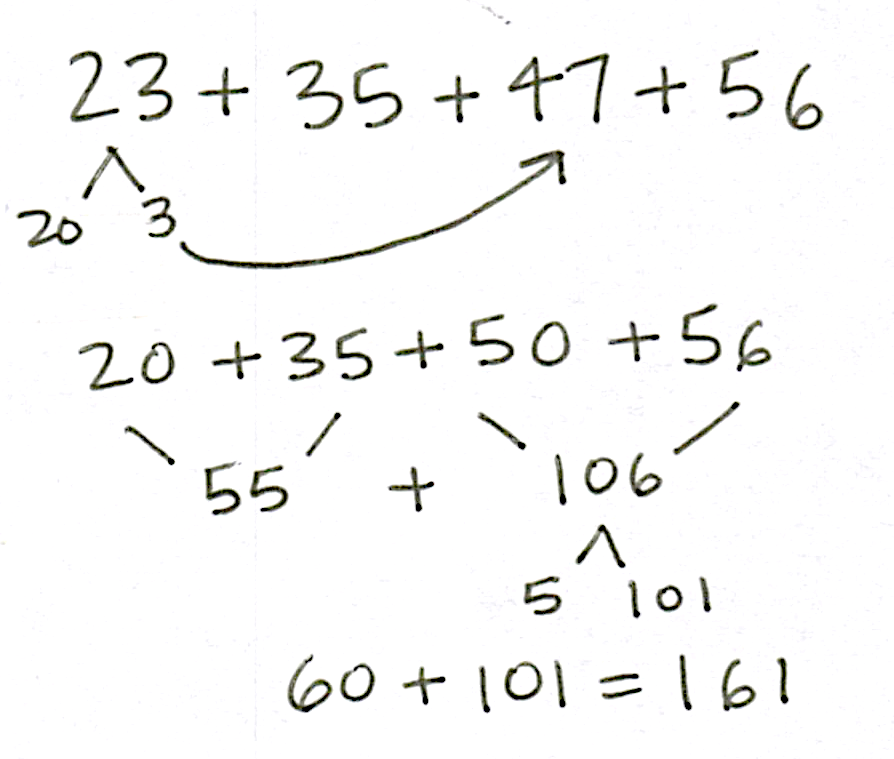 23 + 35 + 47 + 56
20 3
20 + 35 + 50 + 56
55 + 106
5 101
60 + 101 = 161